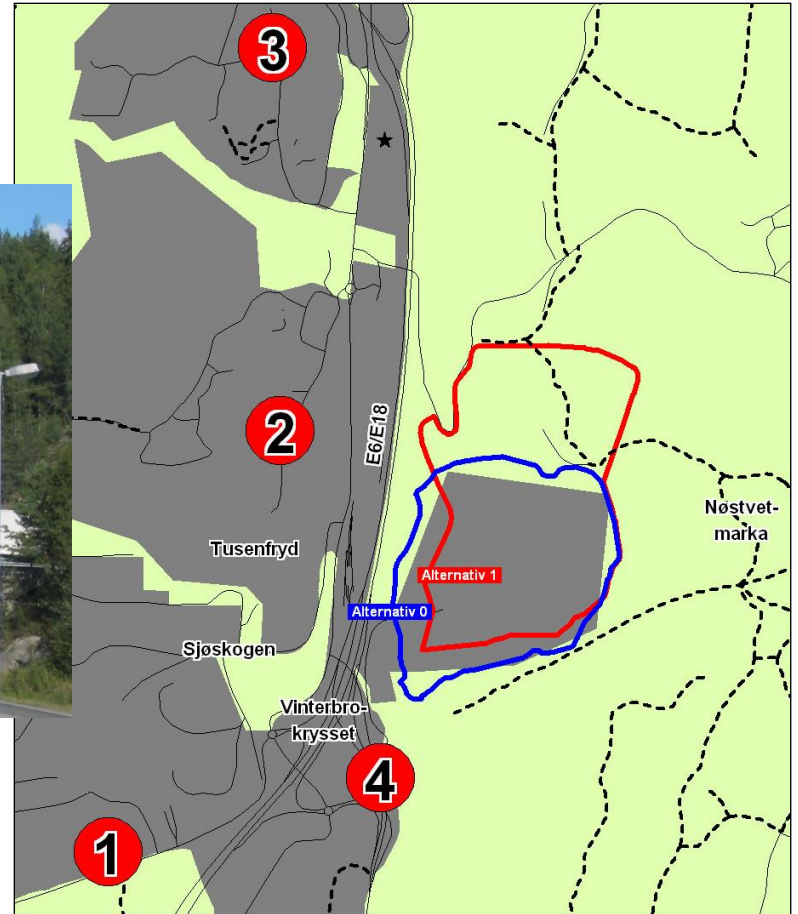 3
E6/E18
2
Nøstvet-
marka
Tusenfryd
Alternativ 1
Alternativ 0
Sjøskogen
Vinterbro-
krysset
4
1